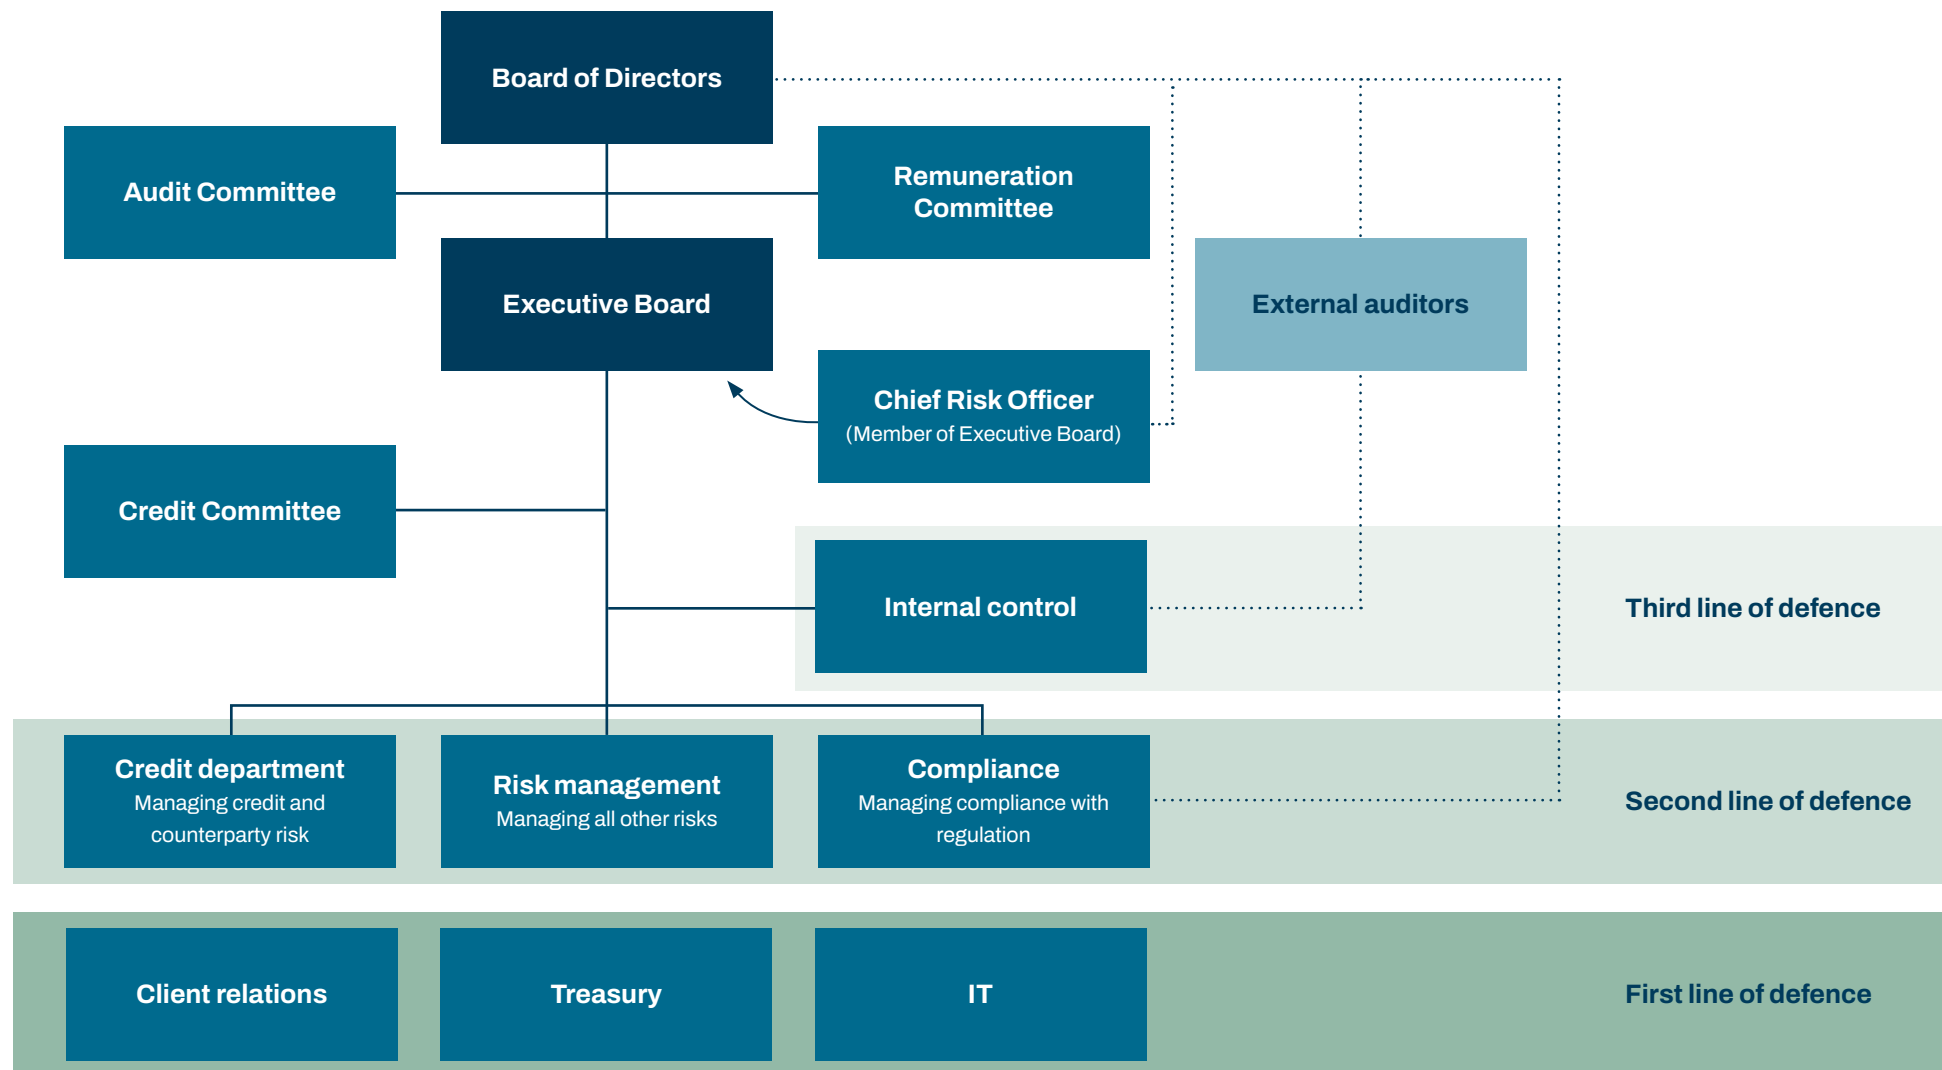 Board of Directors
Audit Committee
Remuneration
Committee
Executive Board
External auditors
Chief Risk Officer
(Member of Executive Board)
Credit Committee
Internal control
Third line of defence
Credit department
Managing credit and
counterparty risk
Risk management
Managing all other risks
Compliance
Managing compliance with
regulation
Second line of defence
Client relations
Treasury
IT
First line of defence